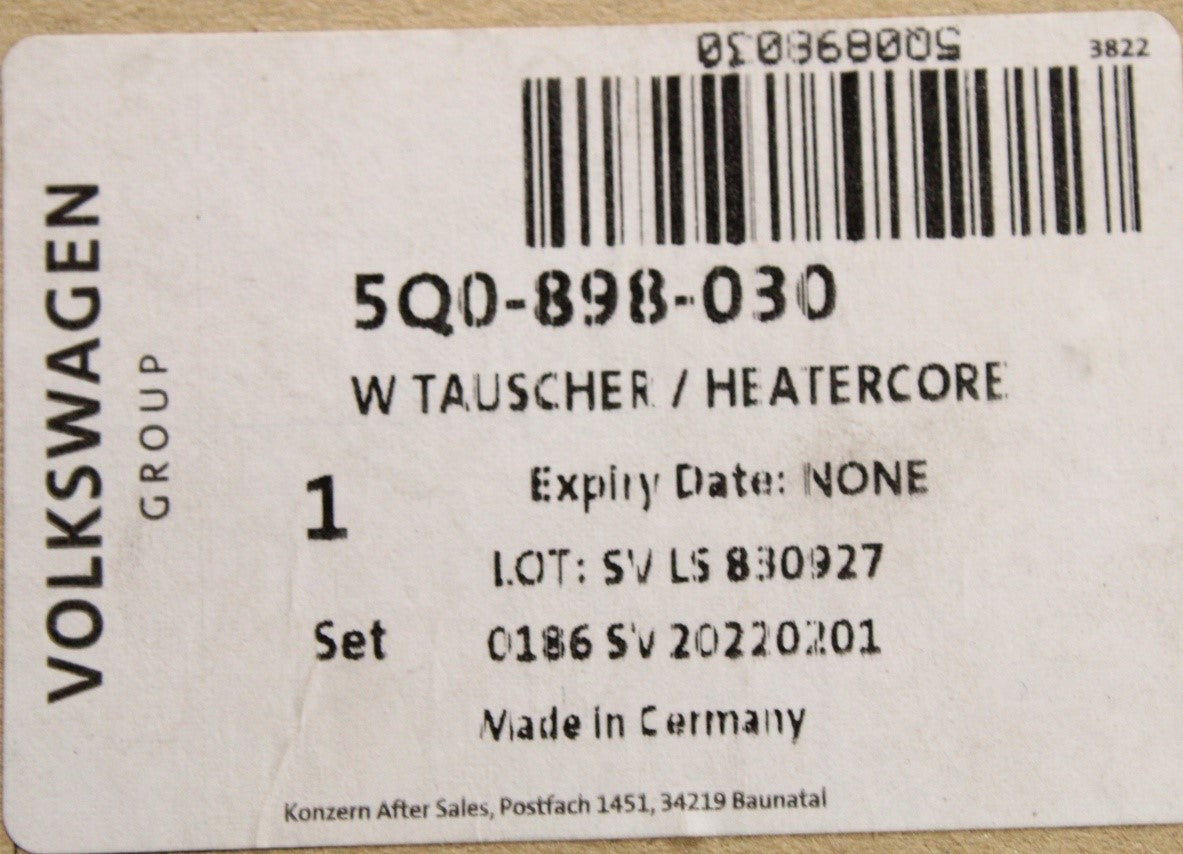 5Q0898030
3822
5Q0-898-030
W TAUSCHER / HEATERCORE
Expiry Date: NONE
1
LOT: SV LS 830927
Set
0186 SV 20220201
Made in Germany
Konzern After Sales, Postfach 1451, 34219 Baunatal
VOLKSWAGEN
GROUP